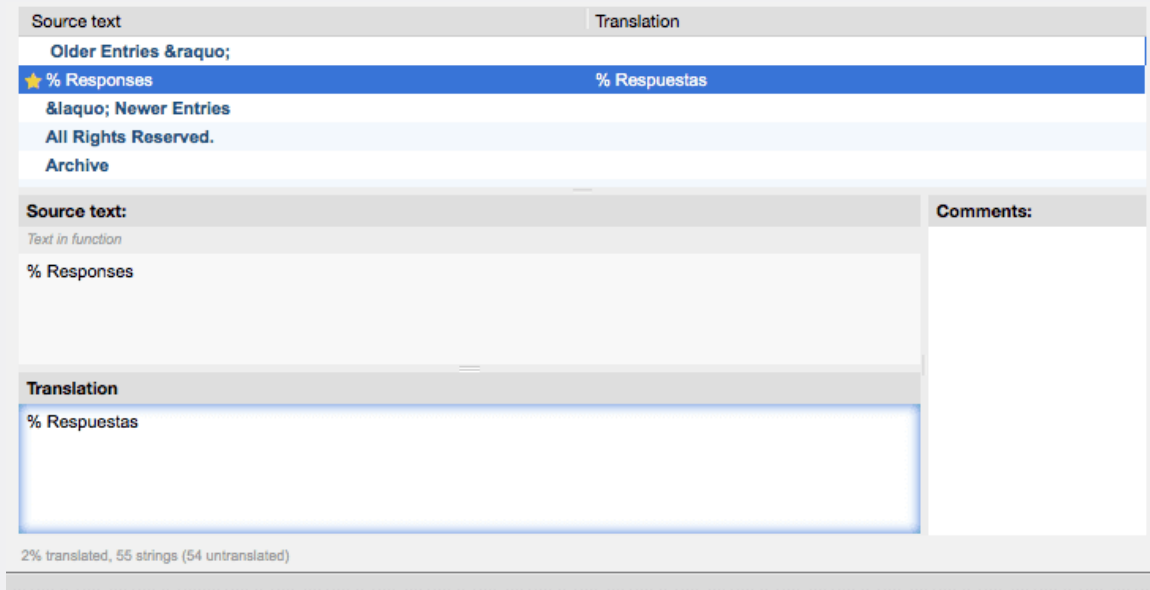 Source text Translation
Older Entries &raquo;
% Responses % Respuestas
&laquo; Newer Entries
All Rights Reserved.
Archive
Source text: Comments:
Text in function
% Responses
Translation
% Respuestas
2% translated, 55 strings (54 untranslated)